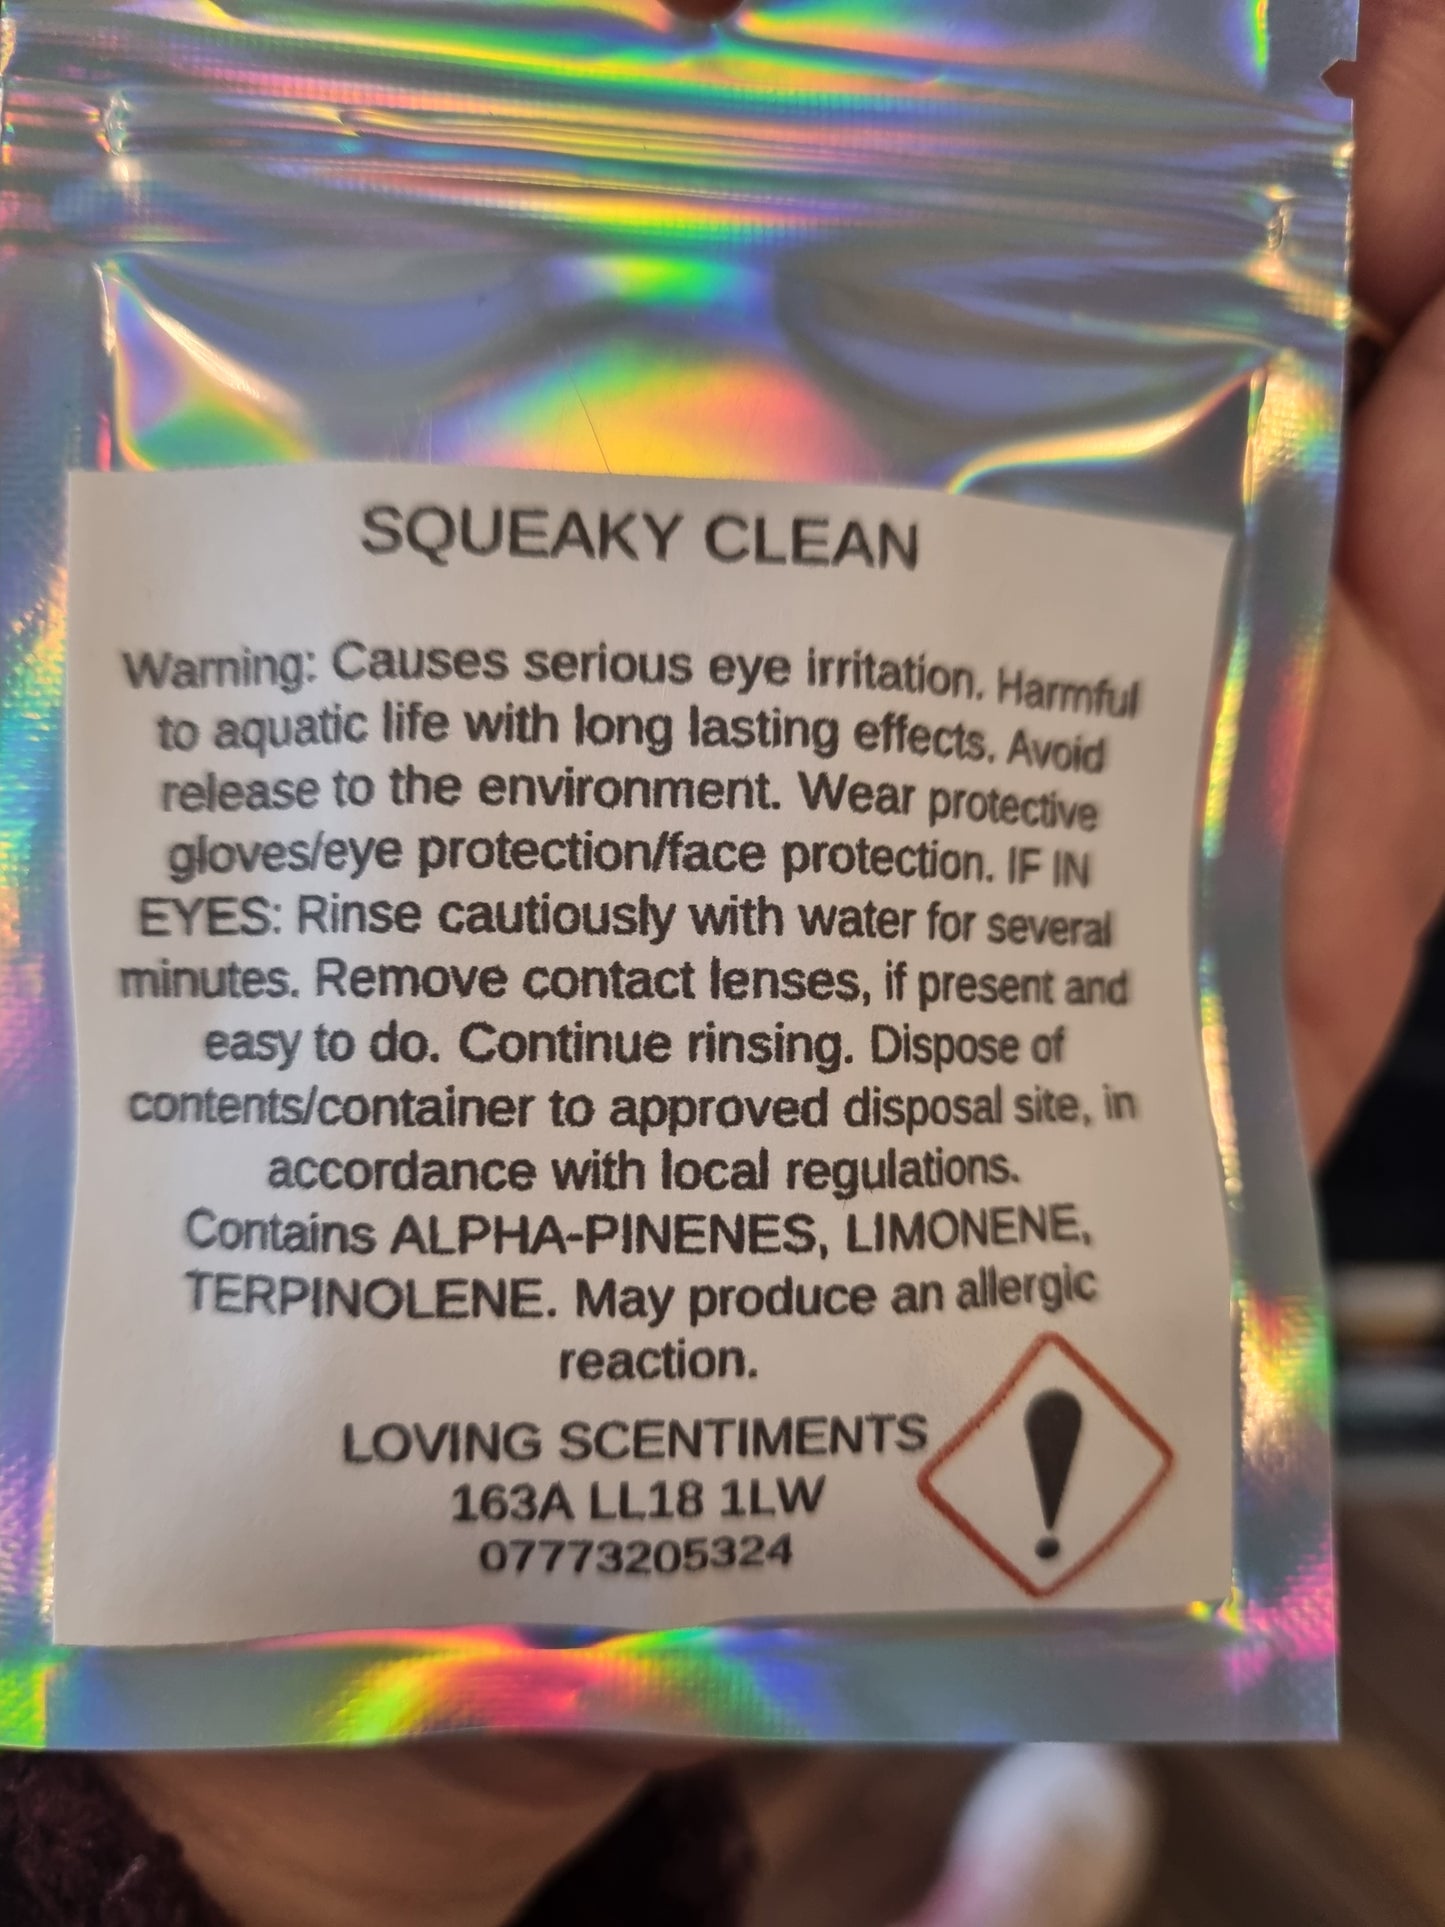 SQUEAKY CLEAN
Warning: Causes serious eye irritation. Harmful
to aquatic life with long lasting effects. Avoid
release to the environment. Wear protective
gloves/eye protection/face protection. IF IN
EYES: Rinse cautiously with water for several
minutes. Remove contact lenses, if present and
easy to do. Continue rinsing. Dispose of
contents/container to approved disposal site, in
accordance with local regulations.
Contains ALPHA-PINENES, LIMONENE,
TERPINOLENE. May produce an allergic
reaction.
LOVING SCENTIMENTS
163A LL18 1LW
07773205324